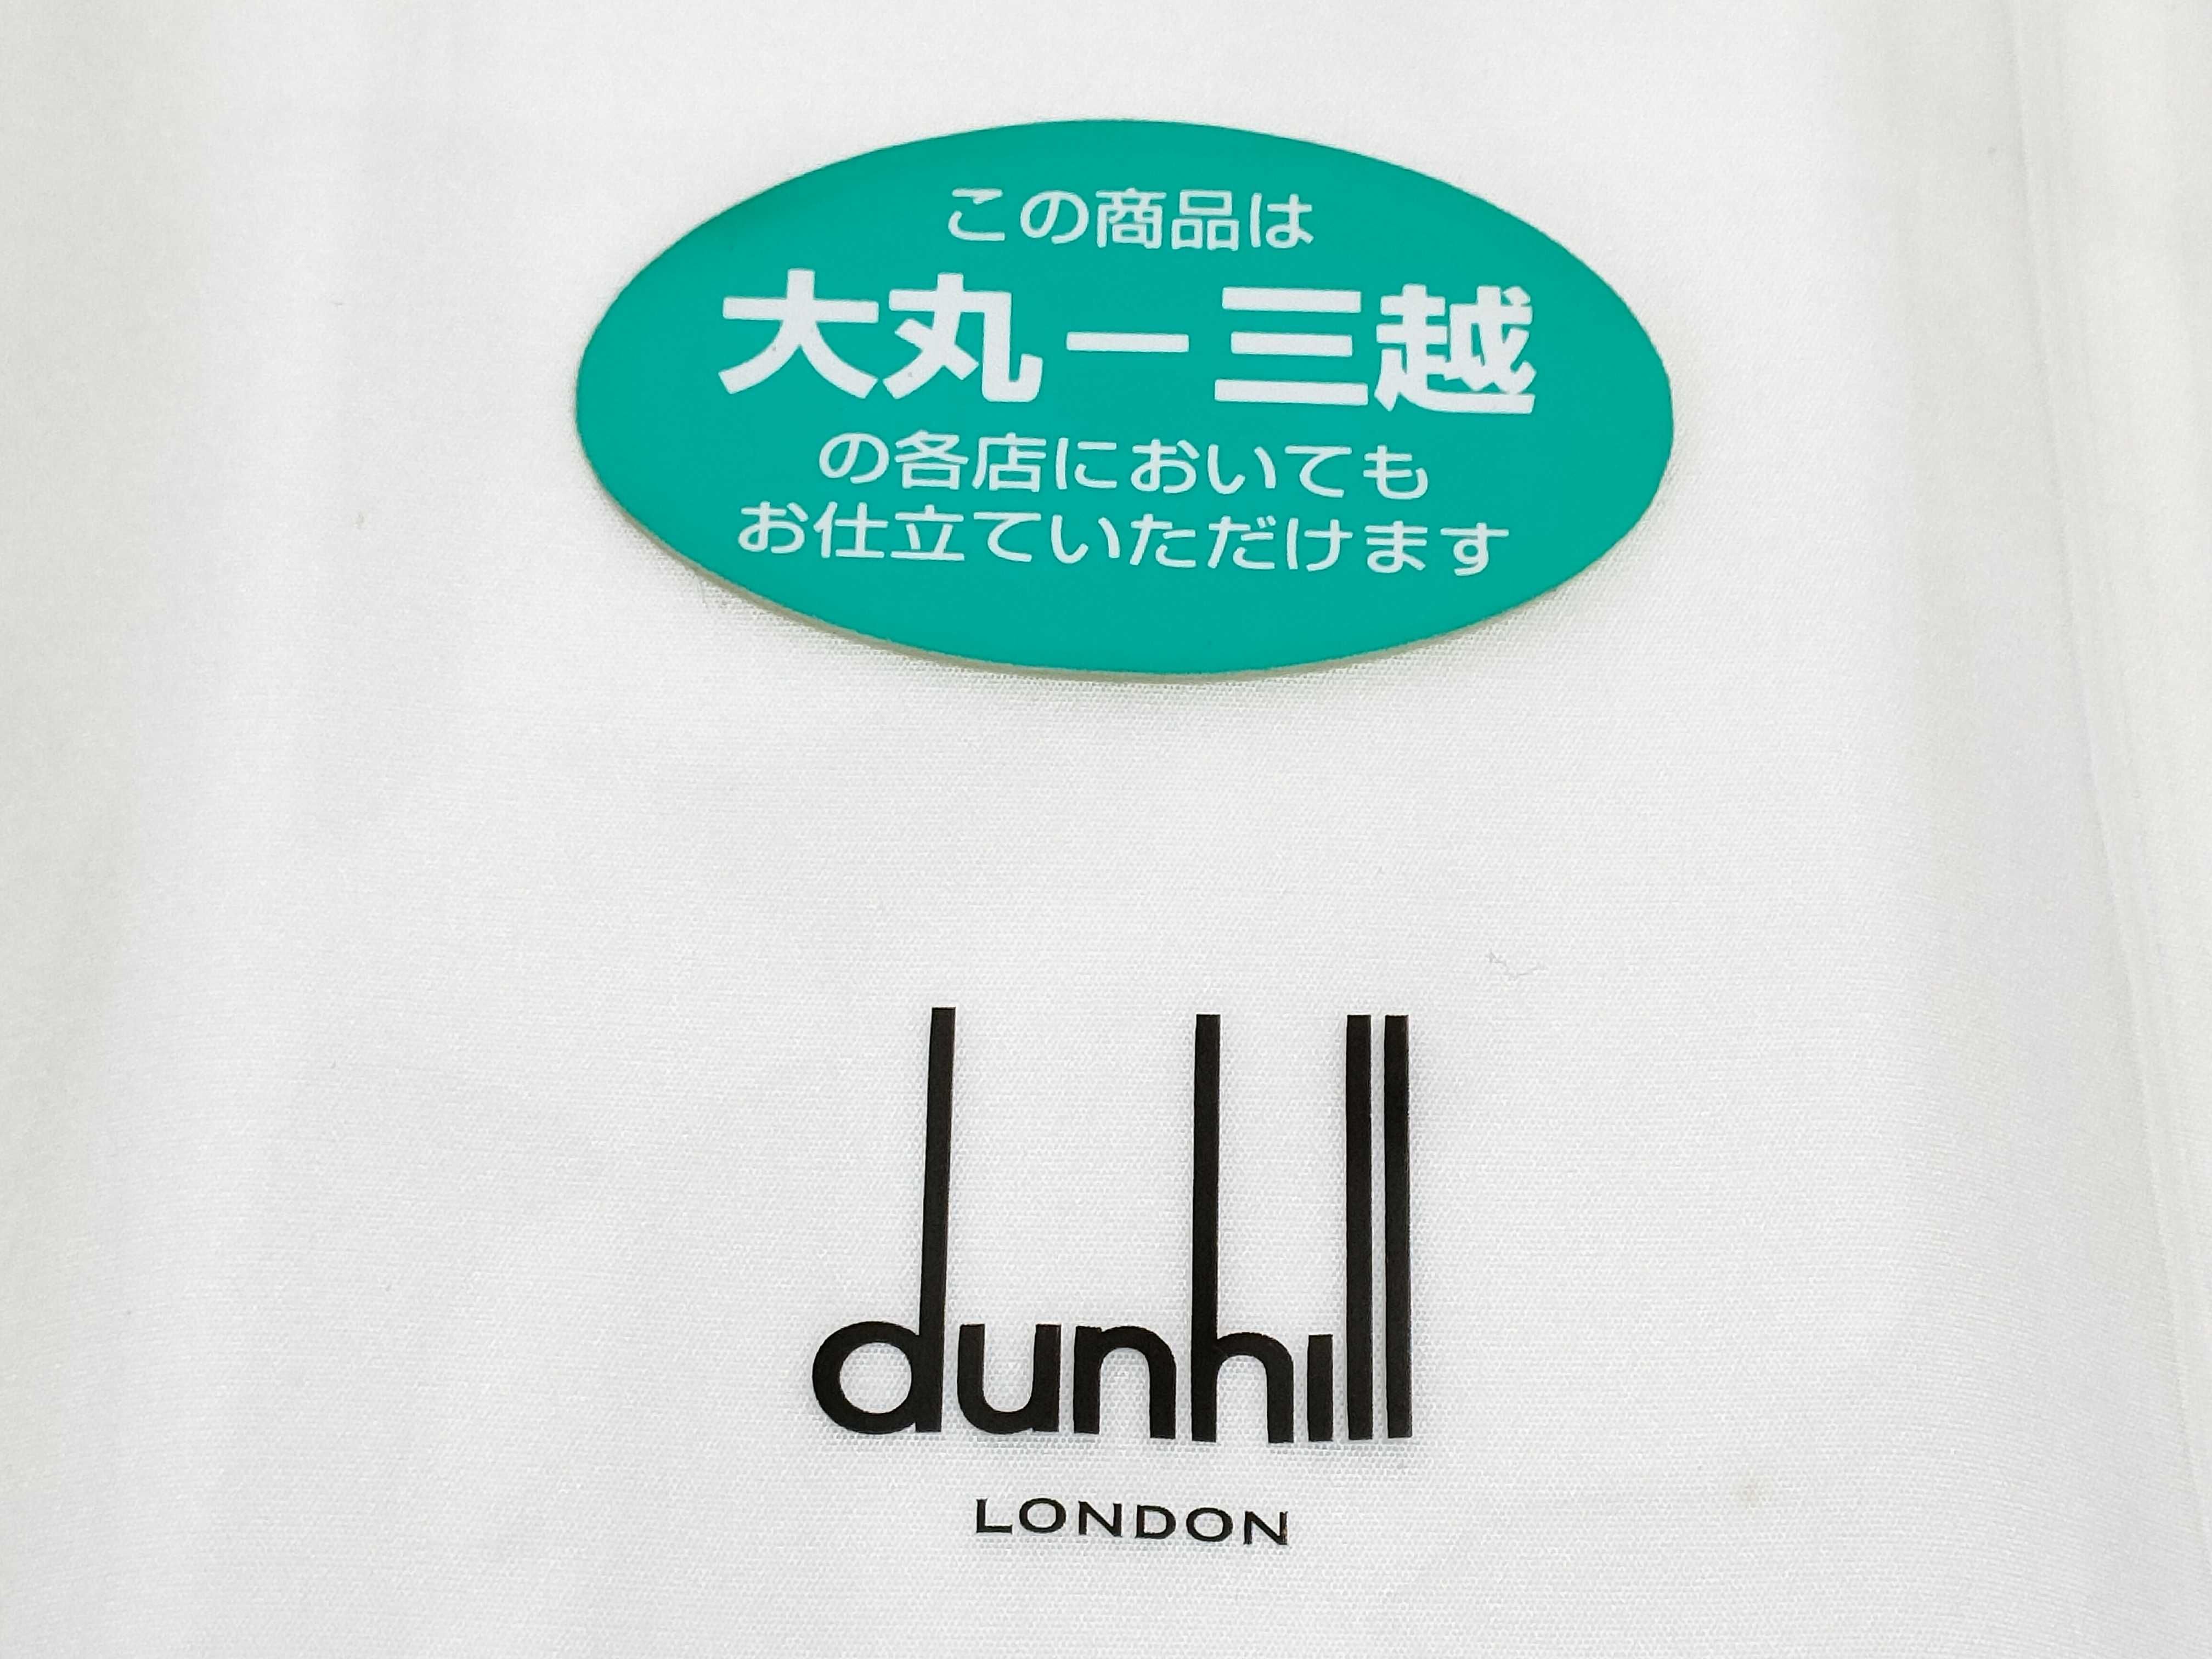 この商品は
大丸ー三越
の各店においても
お仕立ていただけます
dunhill
LONDON